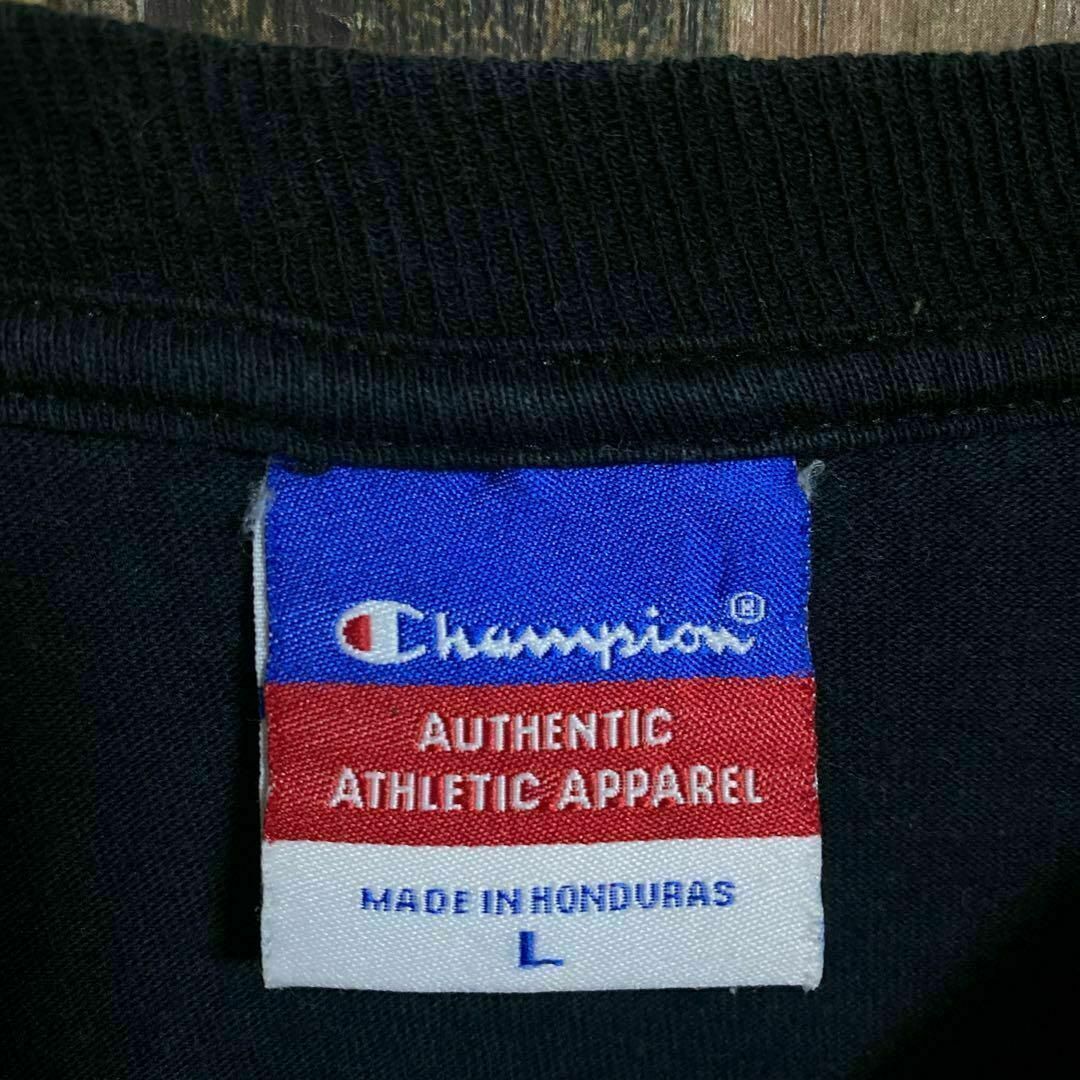 Champion®
AUTHENTIC
ATHLETIC APPAREL
MADE IN HONDURAS
L